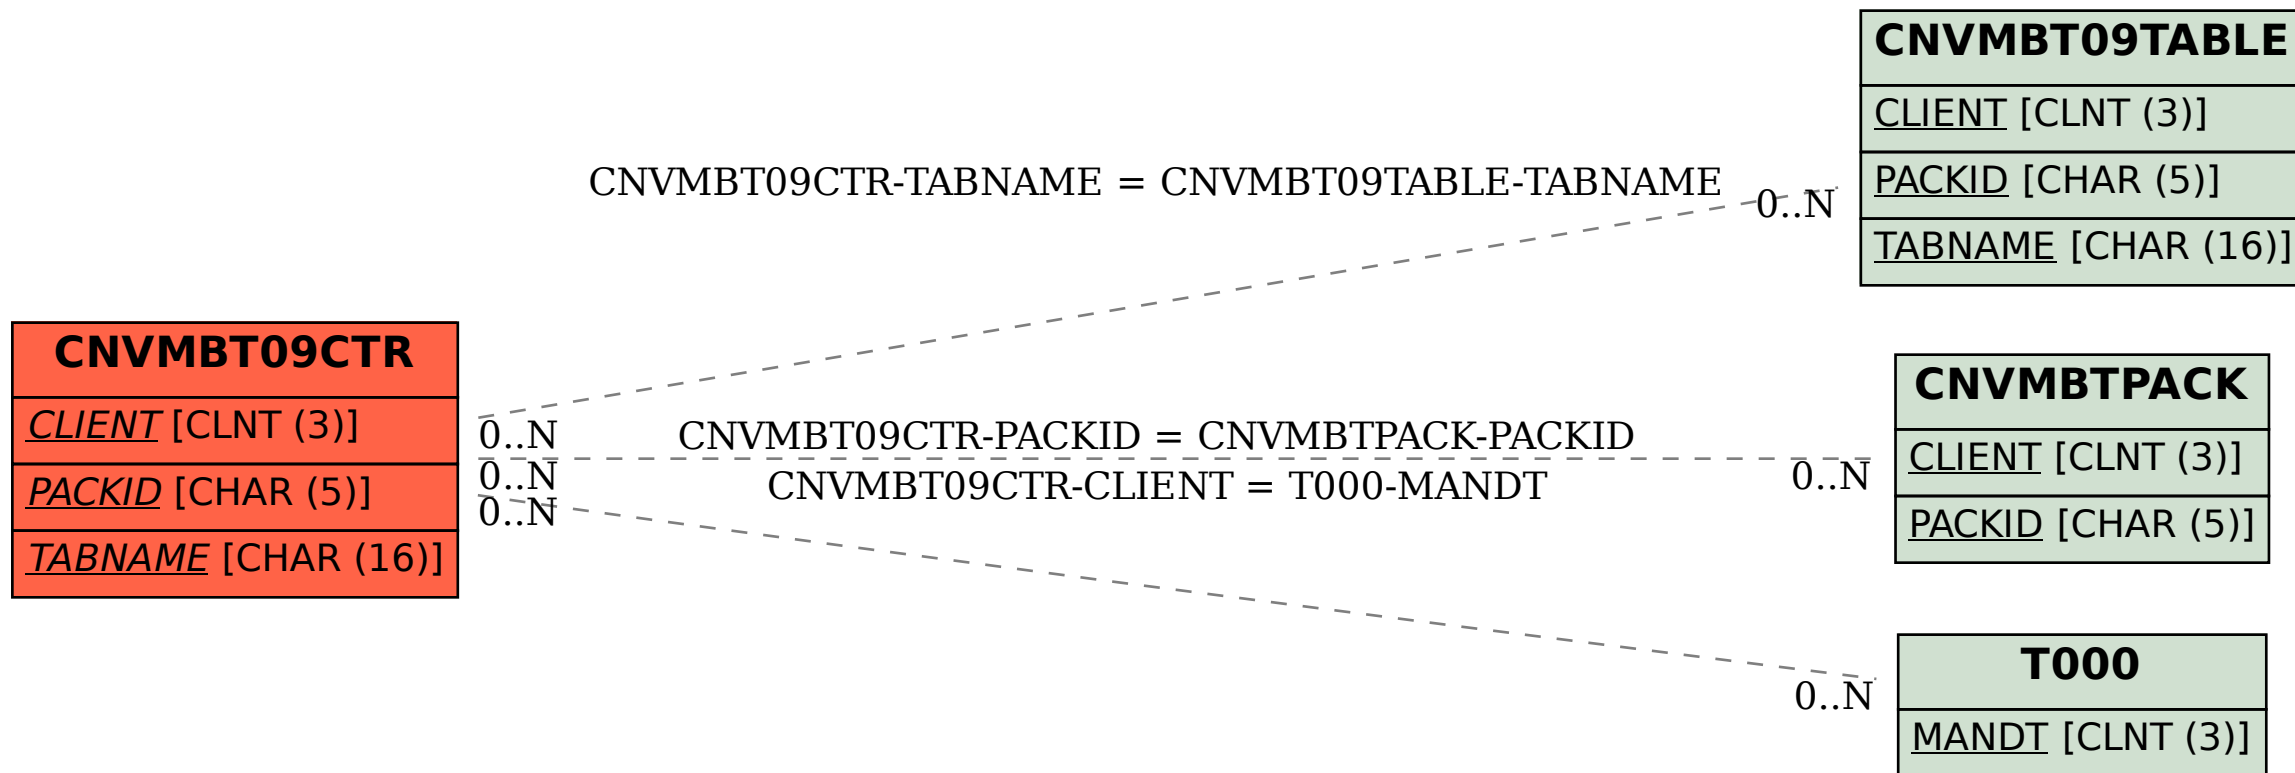 CNVMBT09TABLE
CLIENT [CLNT (3)]
PACKID [CHAR (5)]
TABNAME [CHAR (16)]
CNVMBT09CTR-TABNAME = CNVMBT09TABLE-TABNAME
0..N
CNVMBT09CTR
CLIENT [CLNT (3)]
PACKID [CHAR (5)]
TABNAME [CHAR (16)]
0..N
0..N
0..N
CNVMBT09CTR-PACKID = CNVMBTPACK-PACKID
CNVMBT09CTR-CLIENT = T000-MANDT
0..N
CNVMBTPACK
CLIENT [CLNT (3)]
PACKID [CHAR (5)]
0..N
T000
MANDT [CLNT (3)]